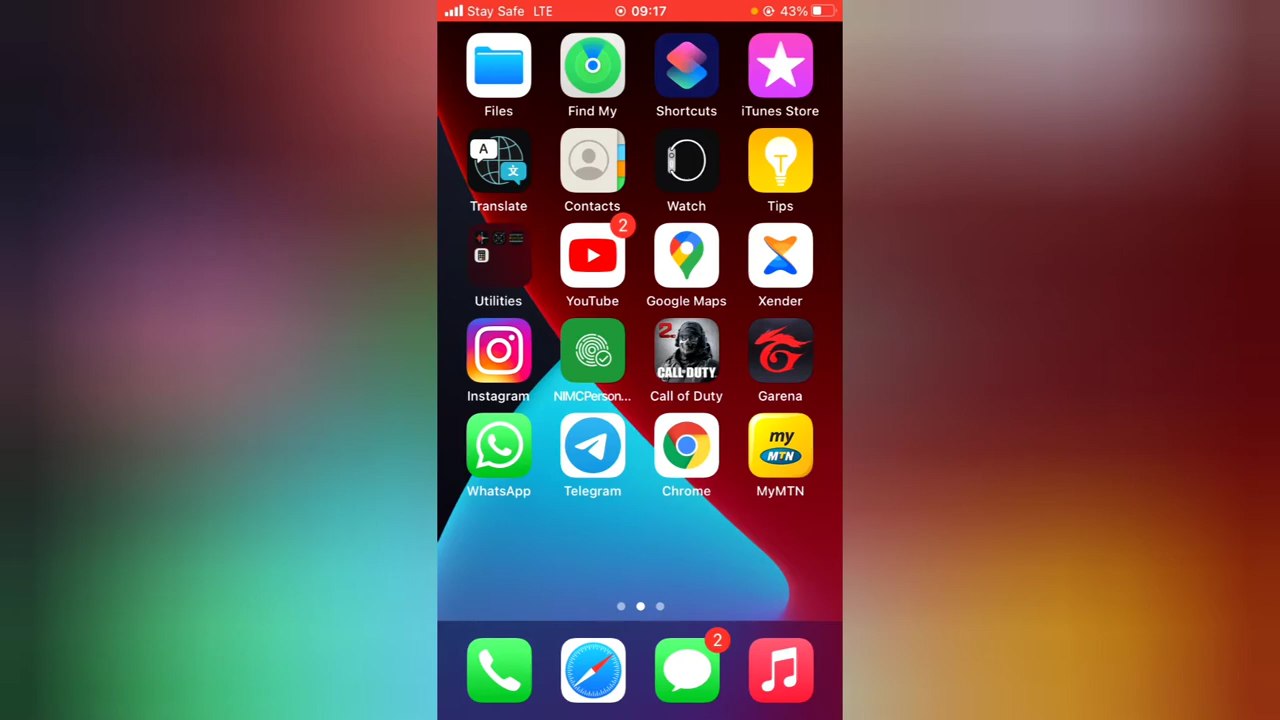 Stay Safe LTE 09:17 43%
Files Find My Shortcuts iTunes Store
A 文
Translate Contacts Watch Tips
2
Utilities YouTube Google Maps Xender
2. CALL OF DUTY
Instagram NIMCPerson... Call of Duty Garena
my MTN
WhatsApp Telegram Chrome MyMTN
2